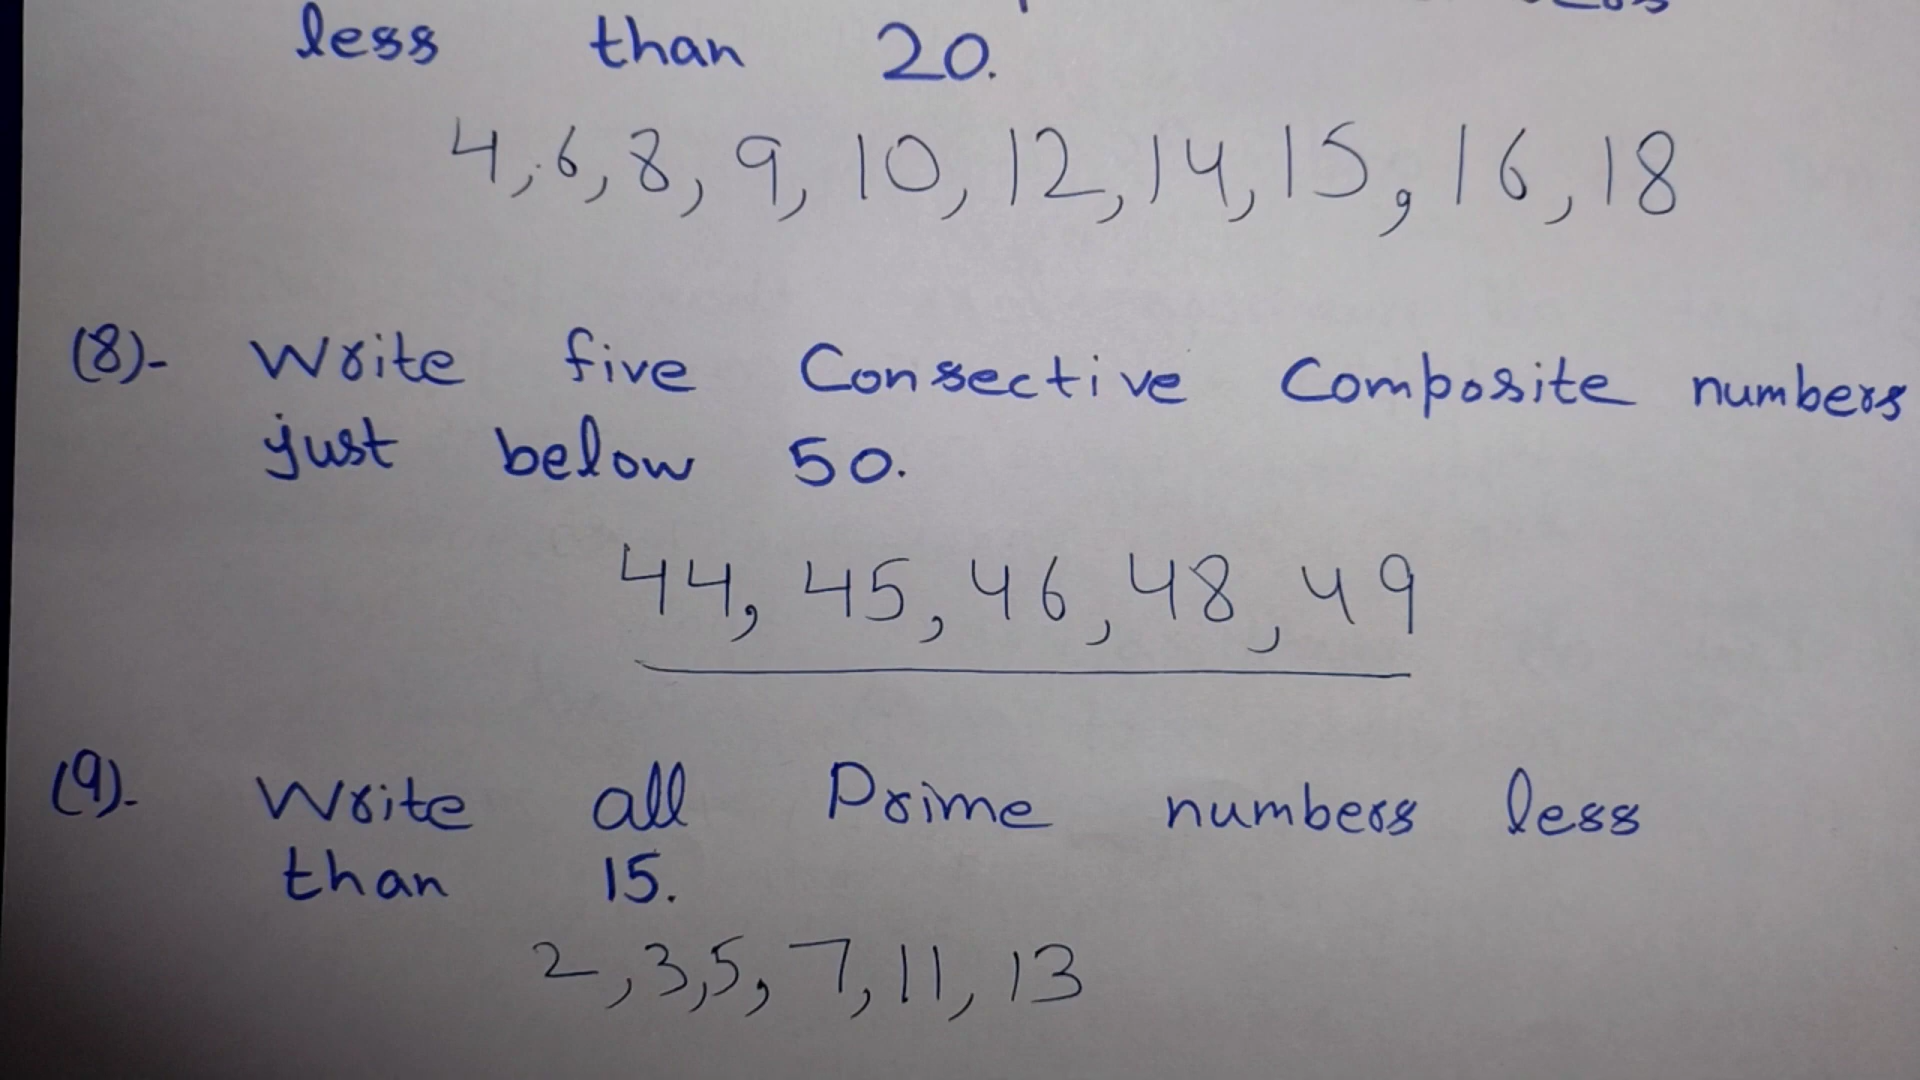 less than 20.
4, 6, 8, 9, 10, 12, 14, 15, 16, 18
(8)- Write five Consective Composite numbers
just below 50.
44, 45, 46, 48, 49
(9)- Write all Prime numbers less
than 15.
2, 3, 5, 7, 11, 13